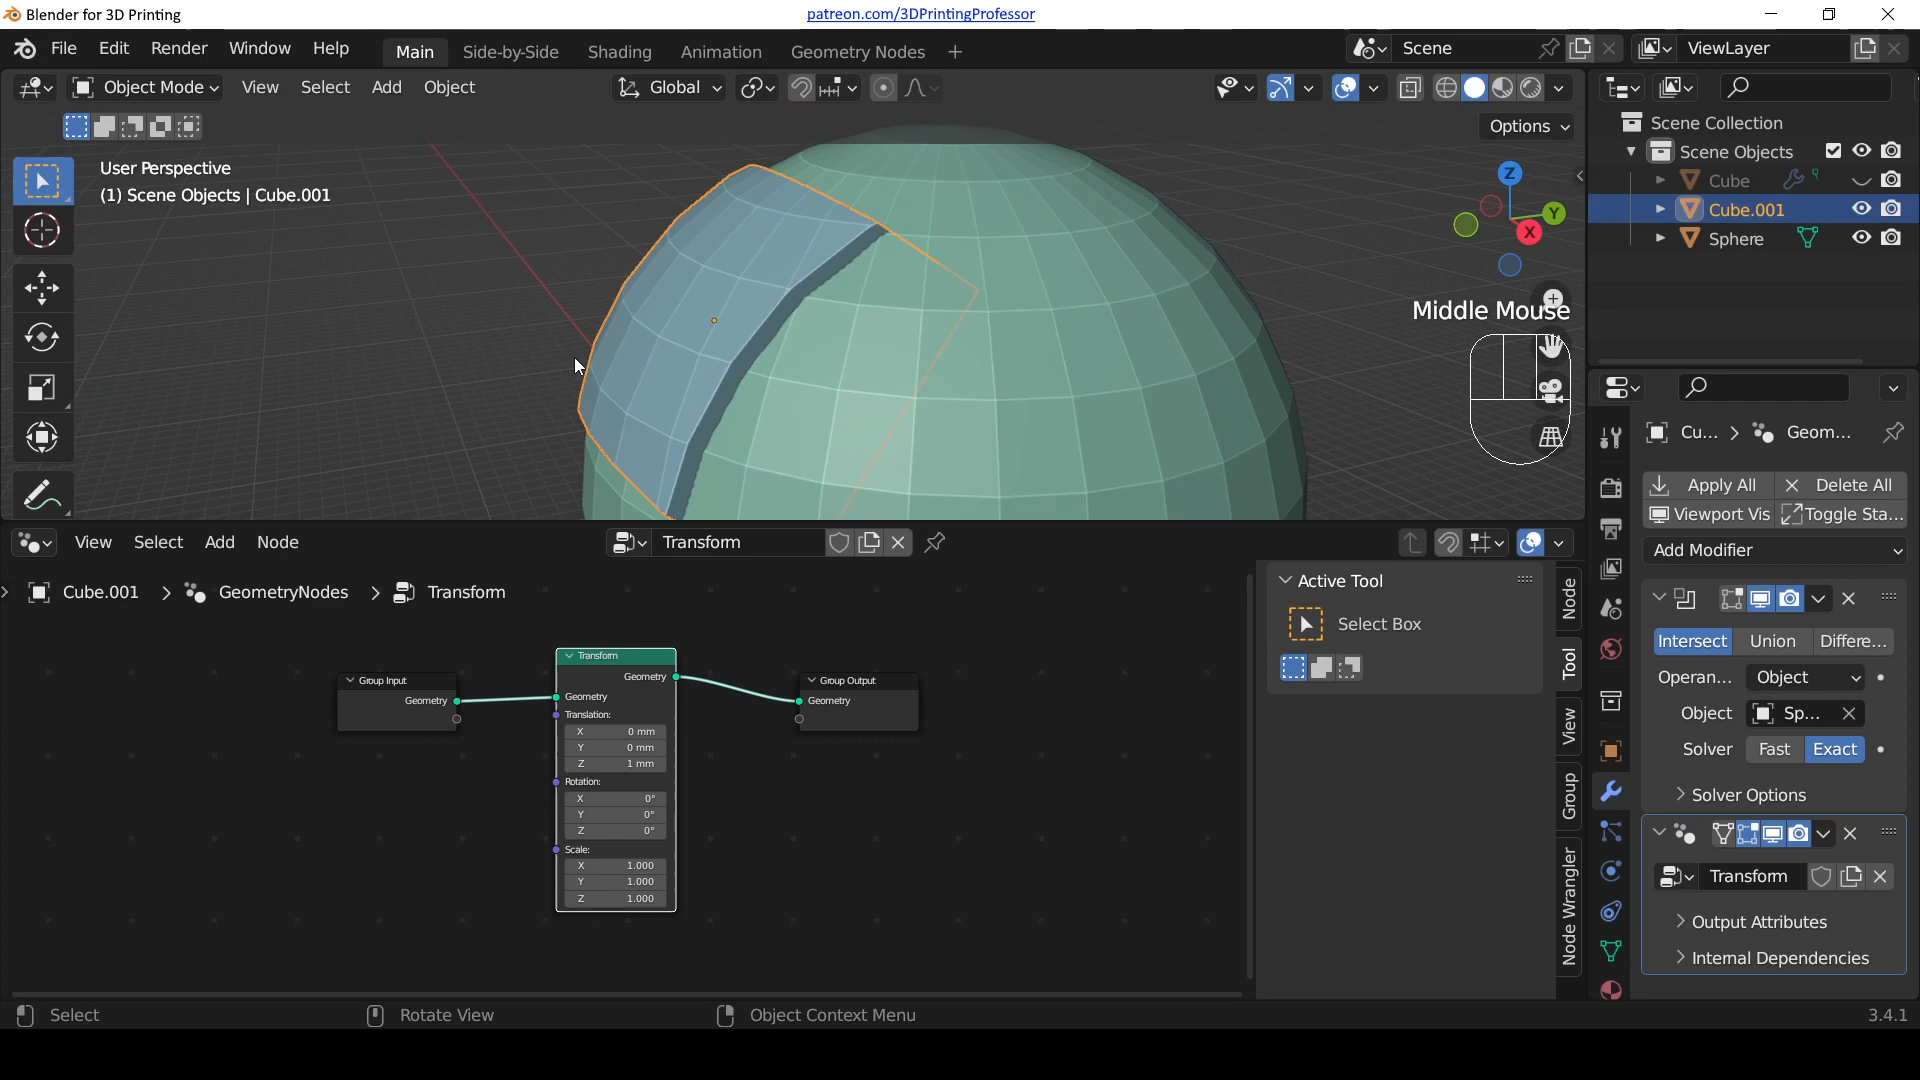 Blender for 3D Printing
patreon.com/3DPrintingProfessor
File Edit Render Window Help
Main Side-by-Side Shading Animation Geometry Nodes
Scene
ViewLayer
Object Mode View Select Add Object
Global
Options
User Perspective
(1) Scene Objects | Cube.001
Z
Y
X
Middle Mouse
Scene Collection
Scene Objects
Cube
Cube.001
Sphere
Cu... > Geom...
Apply All Delete All
Viewport Vis Toggle Sta...
Add Modifier
Intersect Union Differe...
Operan... Object
Object Sp...
Solver Fast Exact
Solver Options
Transform
Output Attributes
Internal Dependencies
View Select Add Node
Transform
Cube.001 > GeometryNodes > Transform
Group Input
Geometry
Transform
Geometry
Geometry
Translation:
X 0 mm
Y 0 mm
Z 1 mm
Rotation:
X 0°
Y 0°
Z 0°
Scale:
X 1.000
Y 1.000
Z 1.000
Group Output
Geometry
Active Tool
Select Box
Node
Tool
View
Group
Node Wrangler
Select
Rotate View
Object Context Menu
3.4.1